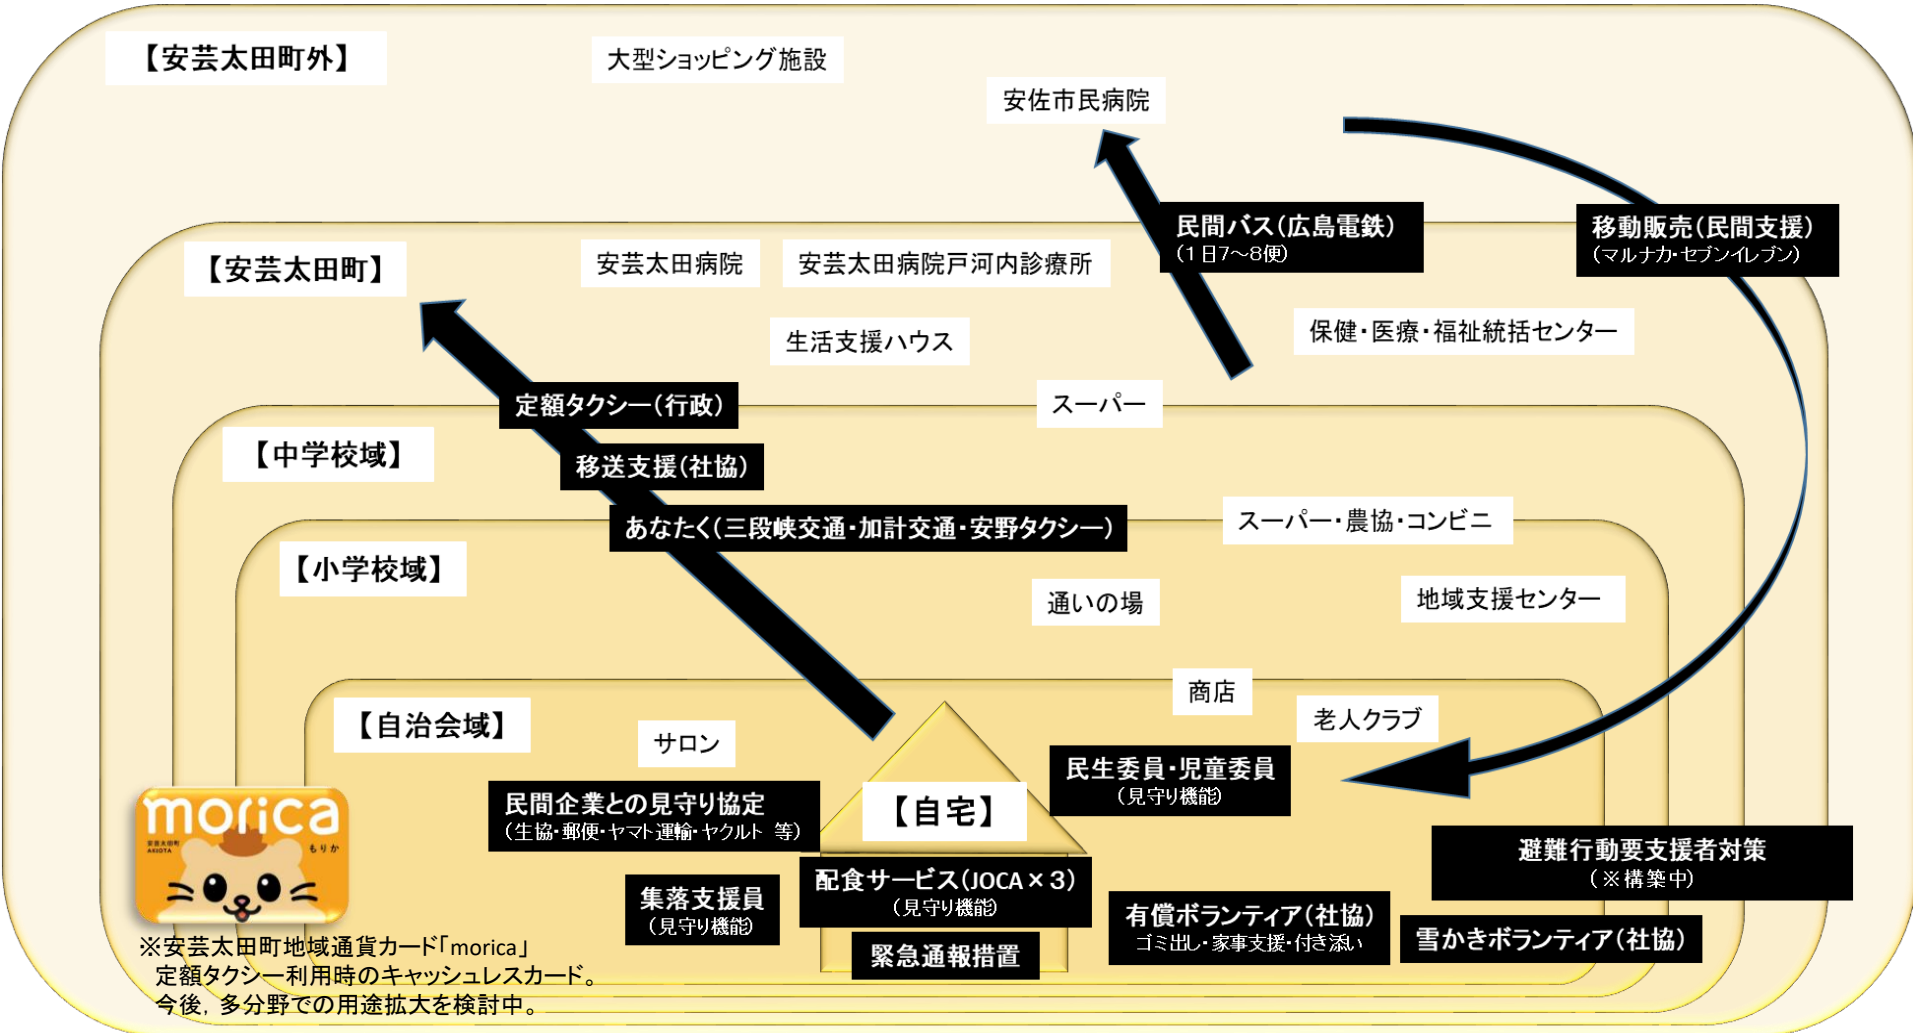 【安芸太田町外】
大型ショッピング施設
安佐市民病院
民間バス(広島電鉄)
(1日7～8便)
移動販売(民間支援)
(マルナカ・セブンイレブン)
【安芸太田町】
安芸太田病院
安芸太田病院戸河内診療所
生活支援ハウス
保健・医療・福祉統括センター
定額タクシー(行政)
スーパー
【中学校域】
移送支援(社協)
あなたく(三段峡交通・加計交通・安野タクシー)
スーパー・農協・コンビニ
【小学校域】
通いの場
地域支援センター
商店
【自治会域】
サロン
老人クラブ
民生委員・児童委員
(見守り機能)
民間企業との見守り協定
(生協・郵便・ヤマト運輸・ヤクルト 等)
【自宅】
避難行動要支援者対策
(※構築中)
配食サービス(JOCA×3)
(見守り機能)
集落支援員
(見守り機能)
有償ボランティア(社協)
ゴミ出し・家事支援・付き添い
雪かきボランティア(社協)
緊急通報措置
morica
安芸太田町
AKIOTA
もりか
※安芸太田町地域通貨カード「morica」
定額タクシー利用時のキャッシュレスカード。
今後，多分野での用途拡大を検討中。